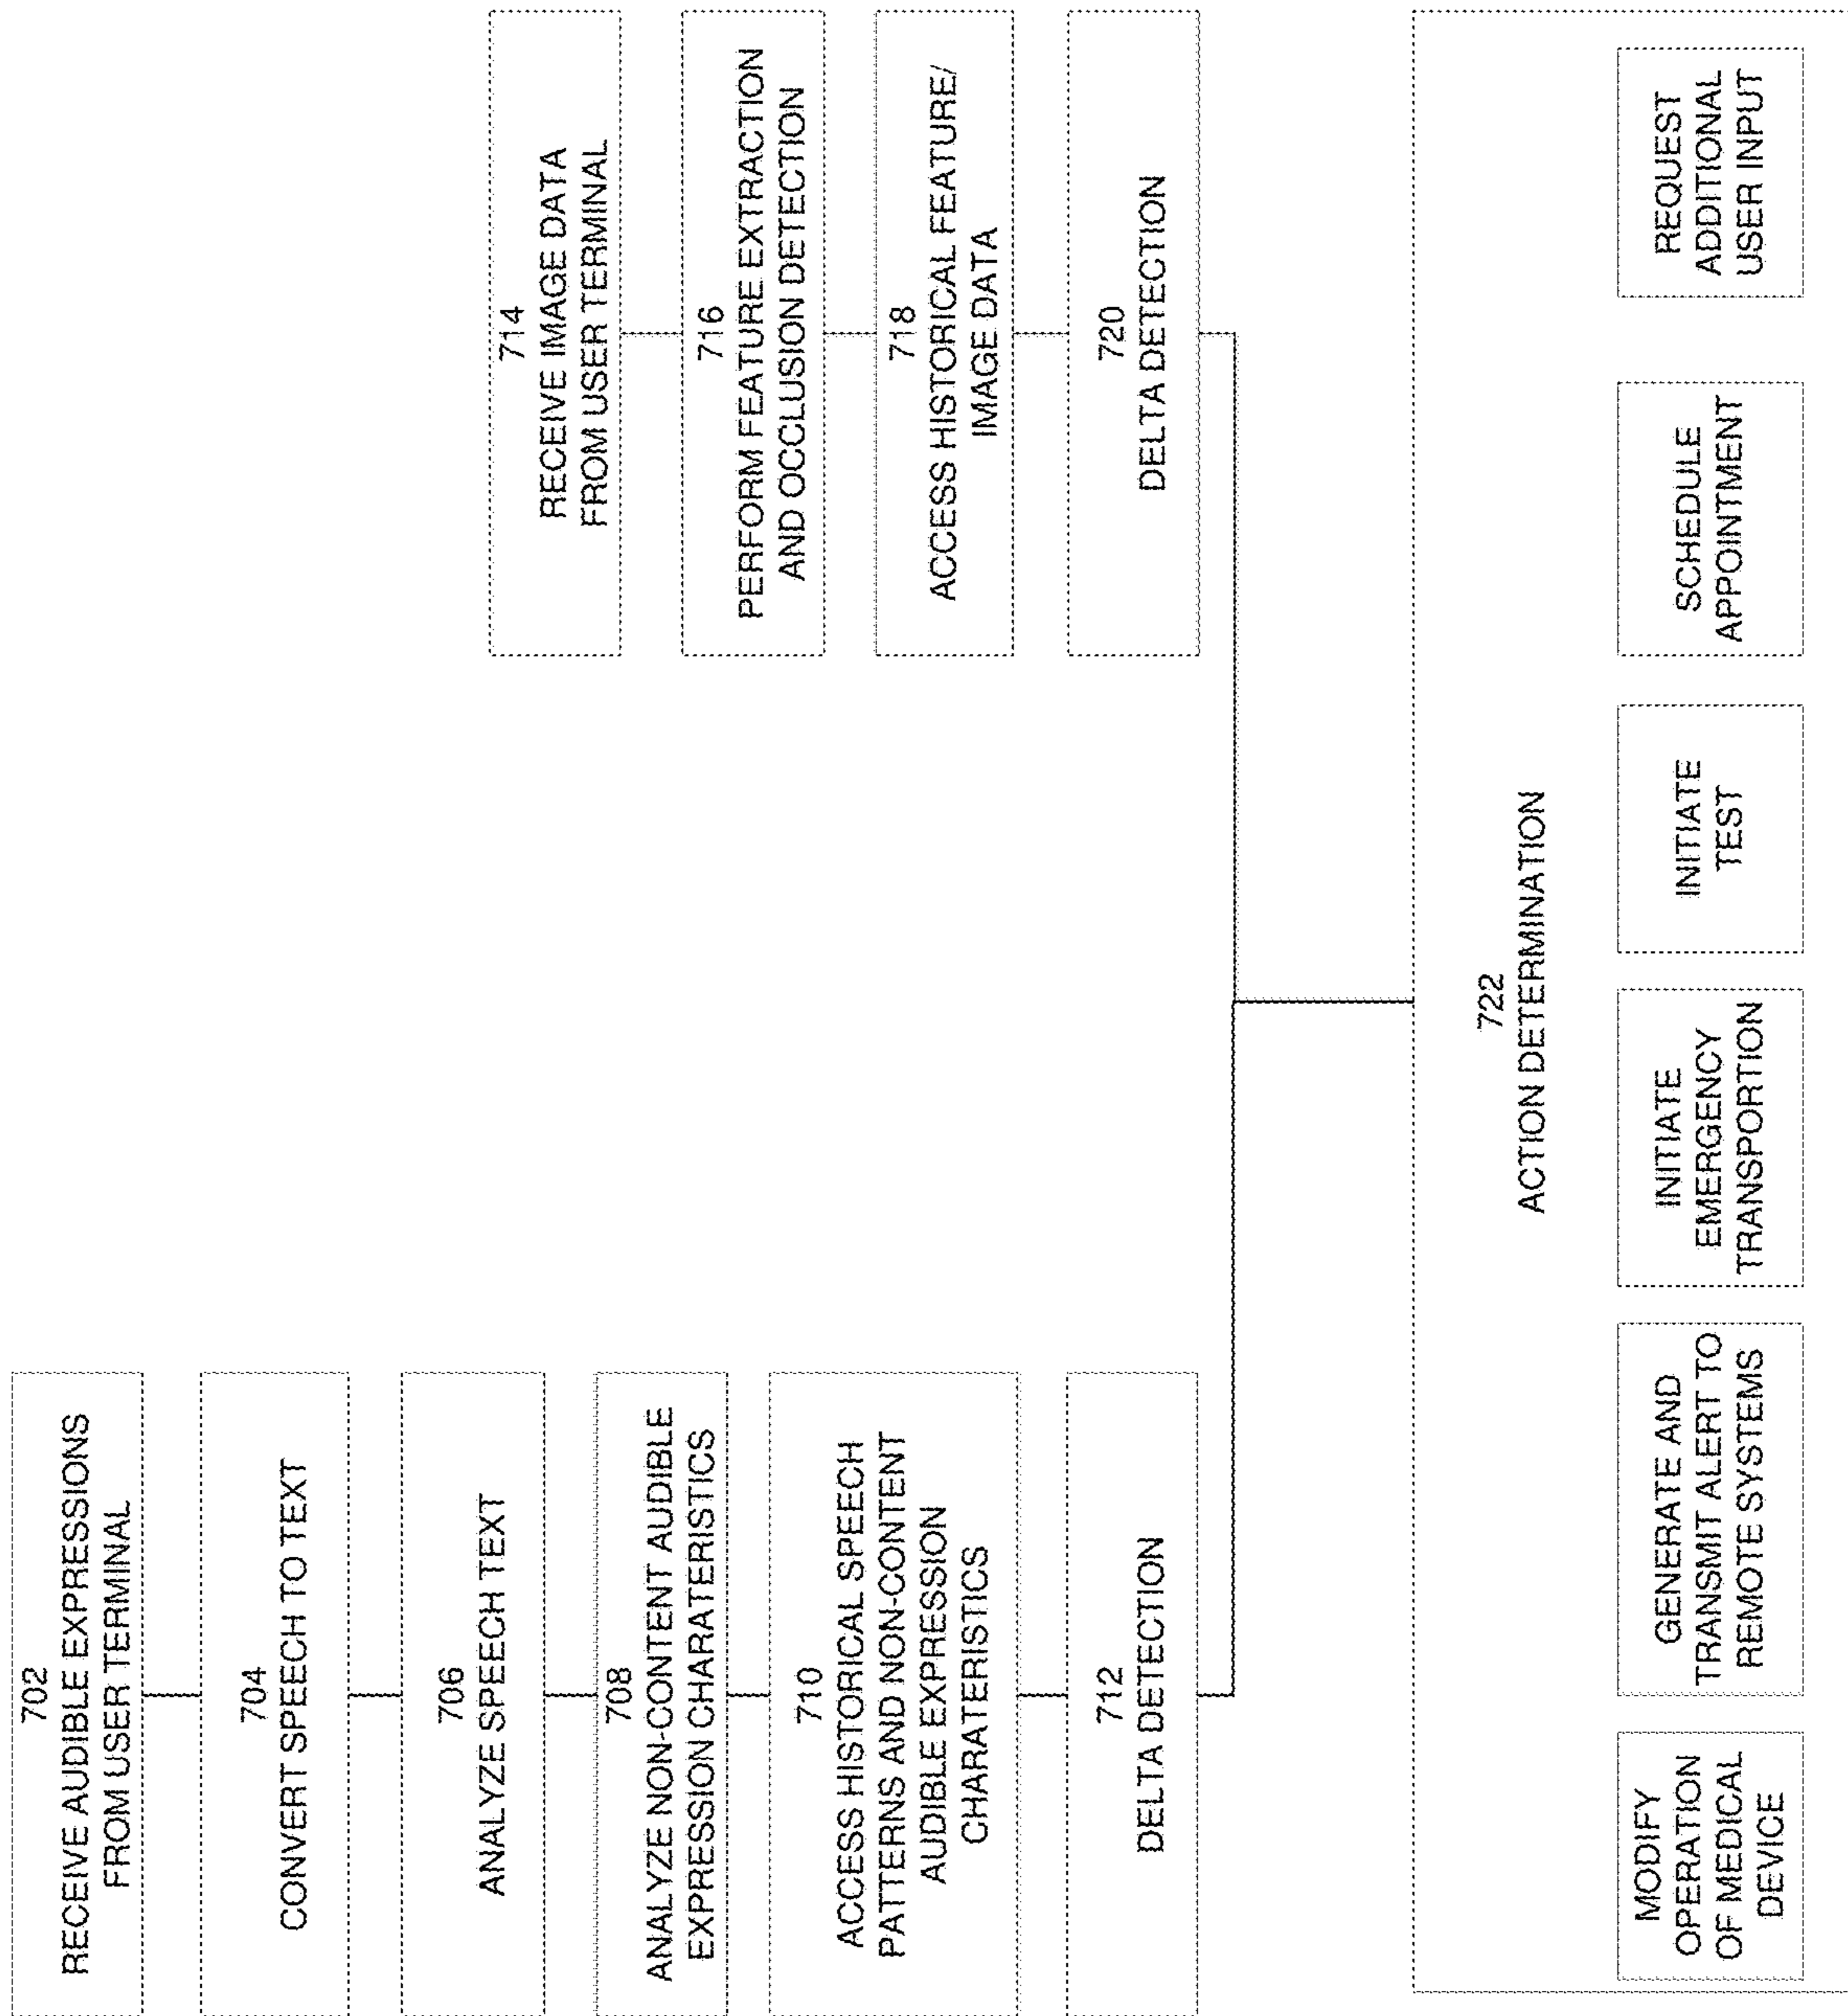 702
RECEIVE AUDIBLE EXPRESSIONS
FROM USER TERMINAL
704
CONVERT SPEECH TO TEXT
706
ANALYZE SPEECH TEXT
708
ANALYZE NON-CONTENT AUDIBLE
EXPRESSION CHARATERISTICS
710
ACCESS HISTORICAL SPEECH
PATTERNS AND NON-CONTENT
AUDIBLE EXPRESSION
CHARATERISTICS
712
DELTA DETECTION
714
RECEIVE IMAGE DATA
FROM USER TERMINAL
716
PERFORM FEATURE EXTRACTION
AND OCCLUSION DETECTION
718
ACCESS HISTORICAL FEATURE/
IMAGE DATA
720
DELTA DETECTION
722
ACTION DETERMINATION
MODIFY
OPERATION
OF MEDICAL
DEVICE
GENERATE AND
TRANSMIT ALERT TO
REMOTE SYSTEMS
INITIATE
EMERGENCY
TRANSPORTION
INITIATE
TEST
SCHEDULE
APPOINTMENT
REQUEST
ADDITIONAL
USER INPUT